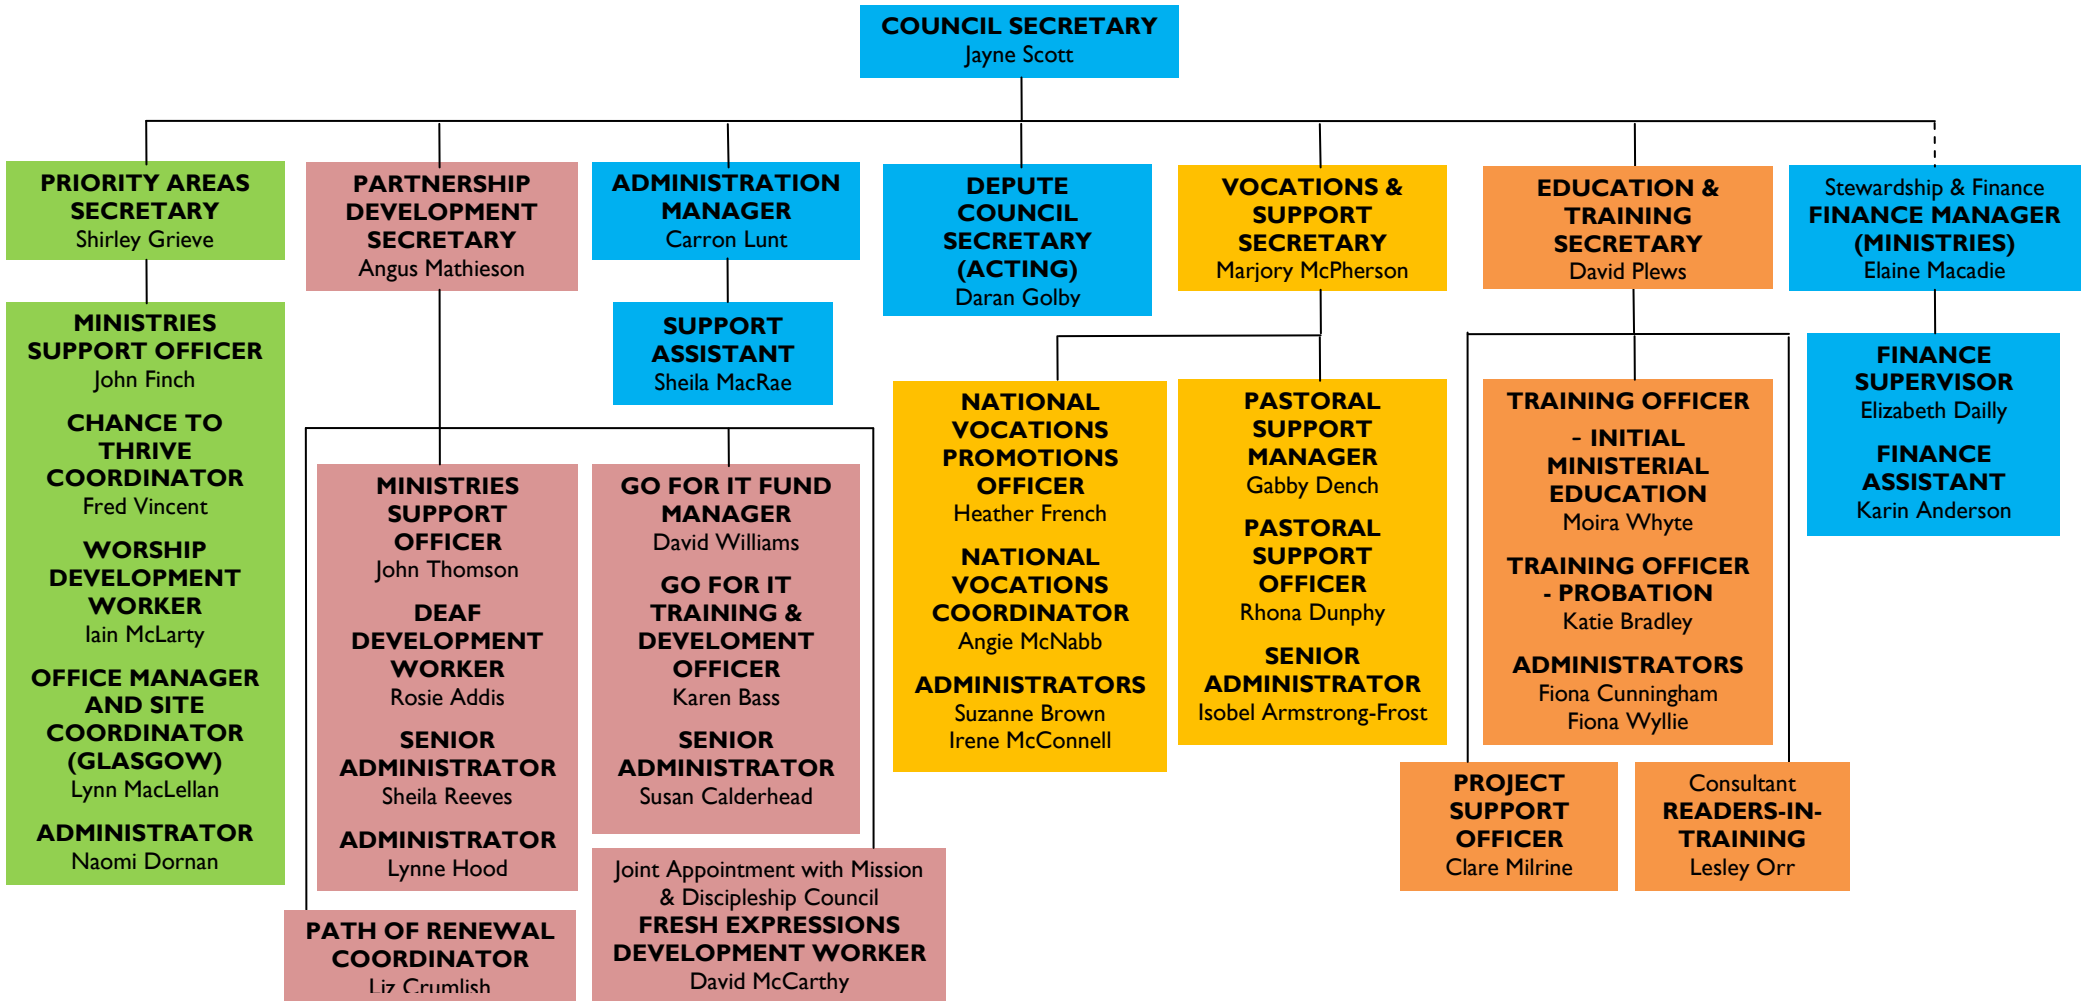 COUNCIL SECRETARY
Jayne Scott
PRIORITY AREAS
SECRETARY
Shirley Grieve
PARTNERSHIP
DEVELOPMENT
SECRETARY
Angus Mathieson
ADMINISTRATION
MANAGER
Carron Lunt
DEPUTE
COUNCIL
SECRETARY
(ACTING)
Daran Golby
VOCATIONS &
SUPPORT
SECRETARY
Marjory McPherson
EDUCATION &
TRAINING
SECRETARY
David Plews
Stewardship & Finance
FINANCE MANAGER
(MINISTRIES)
Elaine Macadie
MINISTRIES
SUPPORT OFFICER
John Finch
CHANCE TO
THRIVE
COORDINATOR
Fred Vincent
WORSHIP
DEVELOPMENT
WORKER
Iain McLarty
OFFICE MANAGER
AND SITE
COORDINATOR
(GLASGOW)
Lynn MacLellan
ADMINISTRATOR
Naomi Dornan
SUPPORT
ASSISTANT
Sheila MacRae
MINISTRIES
SUPPORT
OFFICER
John Thomson
DEAF
DEVELOPMENT
WORKER
Rosie Addis
SENIOR
ADMINISTRATOR
Sheila Reeves
ADMINISTRATOR
Lynne Hood
GO FOR IT FUND
MANAGER
David Williams
GO FOR IT
TRAINING &
DEVELOMENT
OFFICER
Karen Bass
SENIOR
ADMINISTRATOR
Susan Calderhead
PATH OF RENEWAL
COORDINATOR
Liz Crumlish
Joint Appointment with Mission
& Discipleship Council
FRESH EXPRESSIONS
DEVELOPMENT WORKER
David McCarthy
NATIONAL
VOCATIONS
PROMOTIONS
OFFICER
Heather French
NATIONAL
VOCATIONS
COORDINATOR
Angie McNabb
ADMINISTRATORS
Suzanne Brown
Irene McConnell
PASTORAL
SUPPORT
MANAGER
Gabby Dench
PASTORAL
SUPPORT
OFFICER
Rhona Dunphy
SENIOR
ADMINISTRATOR
Isobel Armstrong-Frost
TRAINING OFFICER
- INITIAL
MINISTERIAL
EDUCATION
Moira Whyte
TRAINING OFFICER
- PROBATION
Katie Bradley
ADMINISTRATORS
Fiona Cunningham
Fiona Wyllie
PROJECT
SUPPORT
OFFICER
Clare Milrine
Consultant
READERS-IN-
TRAINING
Lesley Orr
FINANCE
SUPERVISOR
Elizabeth Dailly
FINANCE
ASSISTANT
Karin Anderson